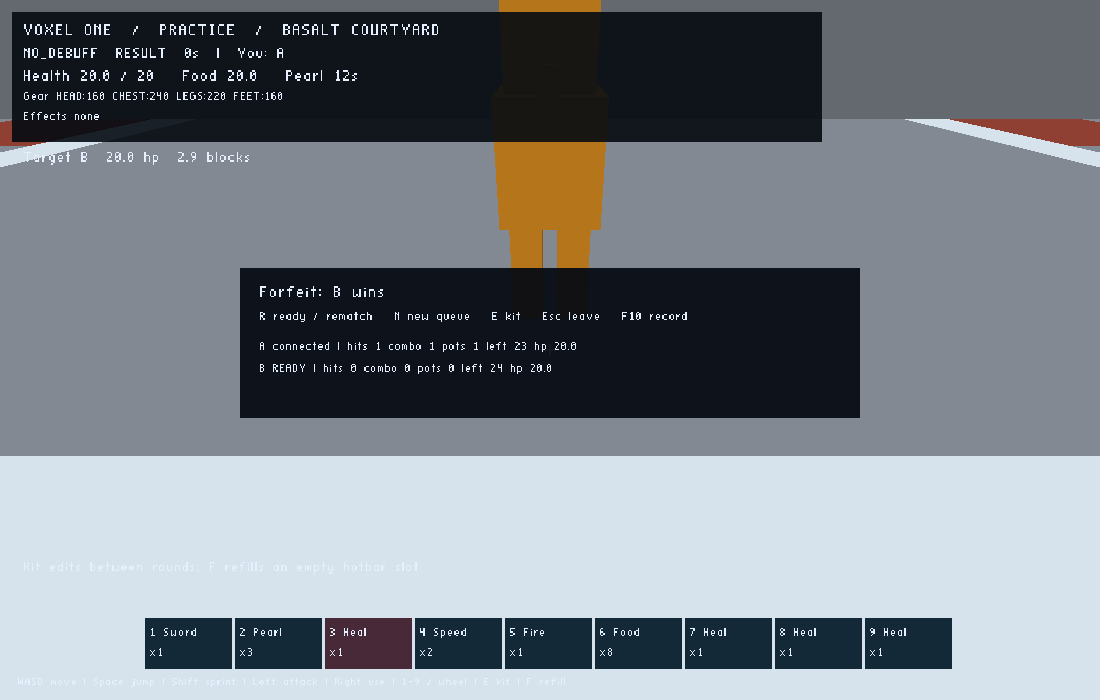 VOXEL ONE / PRACTICE / BASALT COURTYARD
NO_DEBUFF RESULT 0s | You: A
Health 20.0 / 20 Food 20.0 Pearl 12s
Gear HEAD:160 CHEST:240 LEGS:220 FEET:160
Effects none
Target B 20.0 hp 2.9 blocks
Forfeit: B wins
R ready / rematch N new queue E kit Esc leave F10 record
A connected | hits 1 combo 1 pots 1 left 23 hp 20.0
B READY | hits 0 combo 0 pots 0 left 24 hp 20.0
Kit edits between rounds. F refills an empty hotbar slot.
1 Sword 2 Pearl 3 Heal 4 Speed 5 Fire 6 Food 7 Heal 8 Heal 9 Heal
x1 x3 x1 x2 x1 x8 x1 x1 x1
WASD move | Space jump | Shift sprint | Left attack | Right use | 1-9 / wheel | E kit | F refill